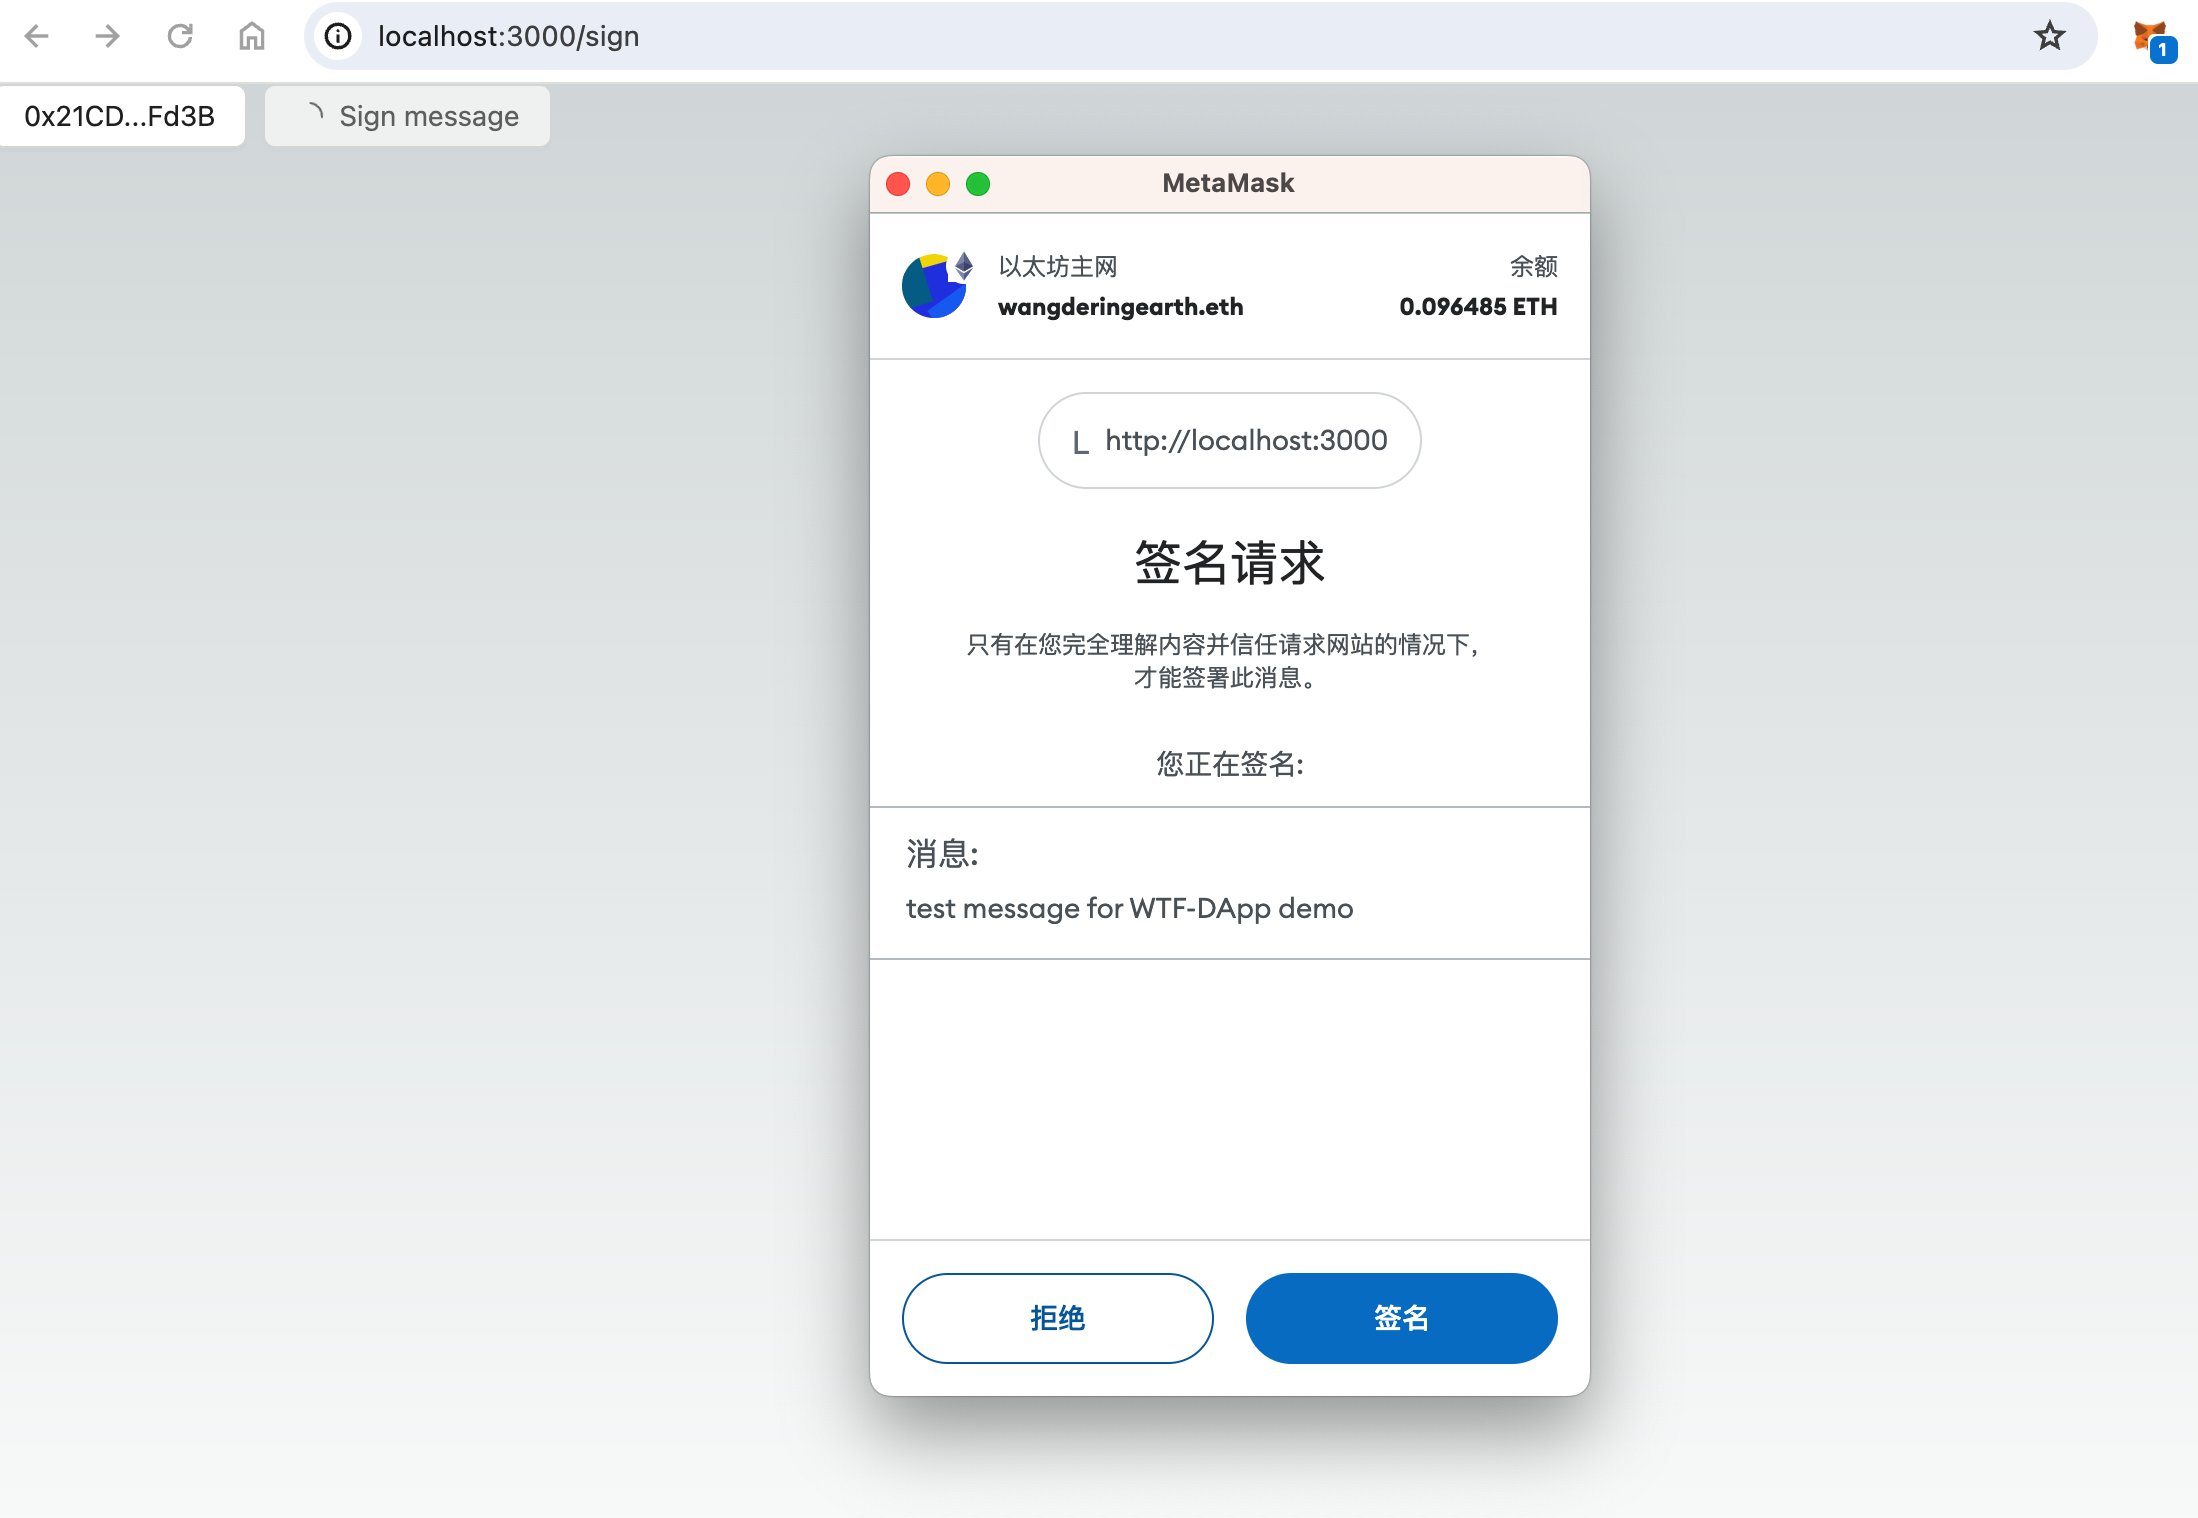 localhost:3000/sign
1
0x21CD...Fd3B
Sign message
MetaMask
以太坊主网
余额
wangderingearth.eth
0.096485 ETH
L http://localhost:3000
签名请求
只有在您完全理解内容并信任请求网站的情况下，
才能签署此消息。
您正在签名:
消息:
test message for WTF-DApp demo
拒绝
签名